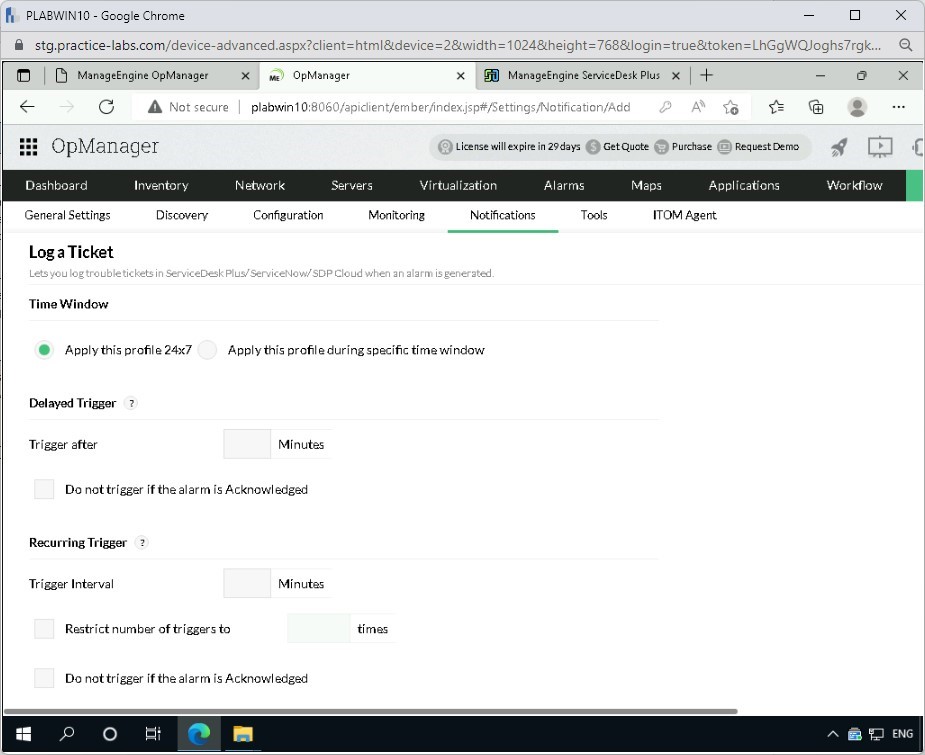 PLABWIN10 - Google Chrome
stg.practice-labs.com/device-advanced.aspx?client=html&device=2&width=1024&height=768&login=true&token=LhGgWQJoghs7rgk...
ManageEngine OpManager
ME OpManager
ManageEngine ServiceDesk Plus
Not secure | plabwin10:8060/apiclient/ember/index.jsp#/Settings/Notification/Add
OpManager
License will expire in 29 days $ Get Quote Purchase Request Demo
Dashboard Inventory Network Servers Virtualization Alarms Maps Applications Workflow
General Settings Discovery Configuration Monitoring Notifications Tools ITOM Agent
Log a Ticket
Lets you log trouble tickets in ServiceDesk Plus/ServiceNow/SDP Cloud when an alarm is generated.
Time Window
Apply this profile 24x7 Apply this profile during specific time window
Delayed Trigger ?
Trigger after Minutes
Do not trigger if the alarm is Acknowledged
Recurring Trigger ?
Trigger Interval Minutes
Restrict number of triggers to times
Do not trigger if the alarm is Acknowledged
ENG